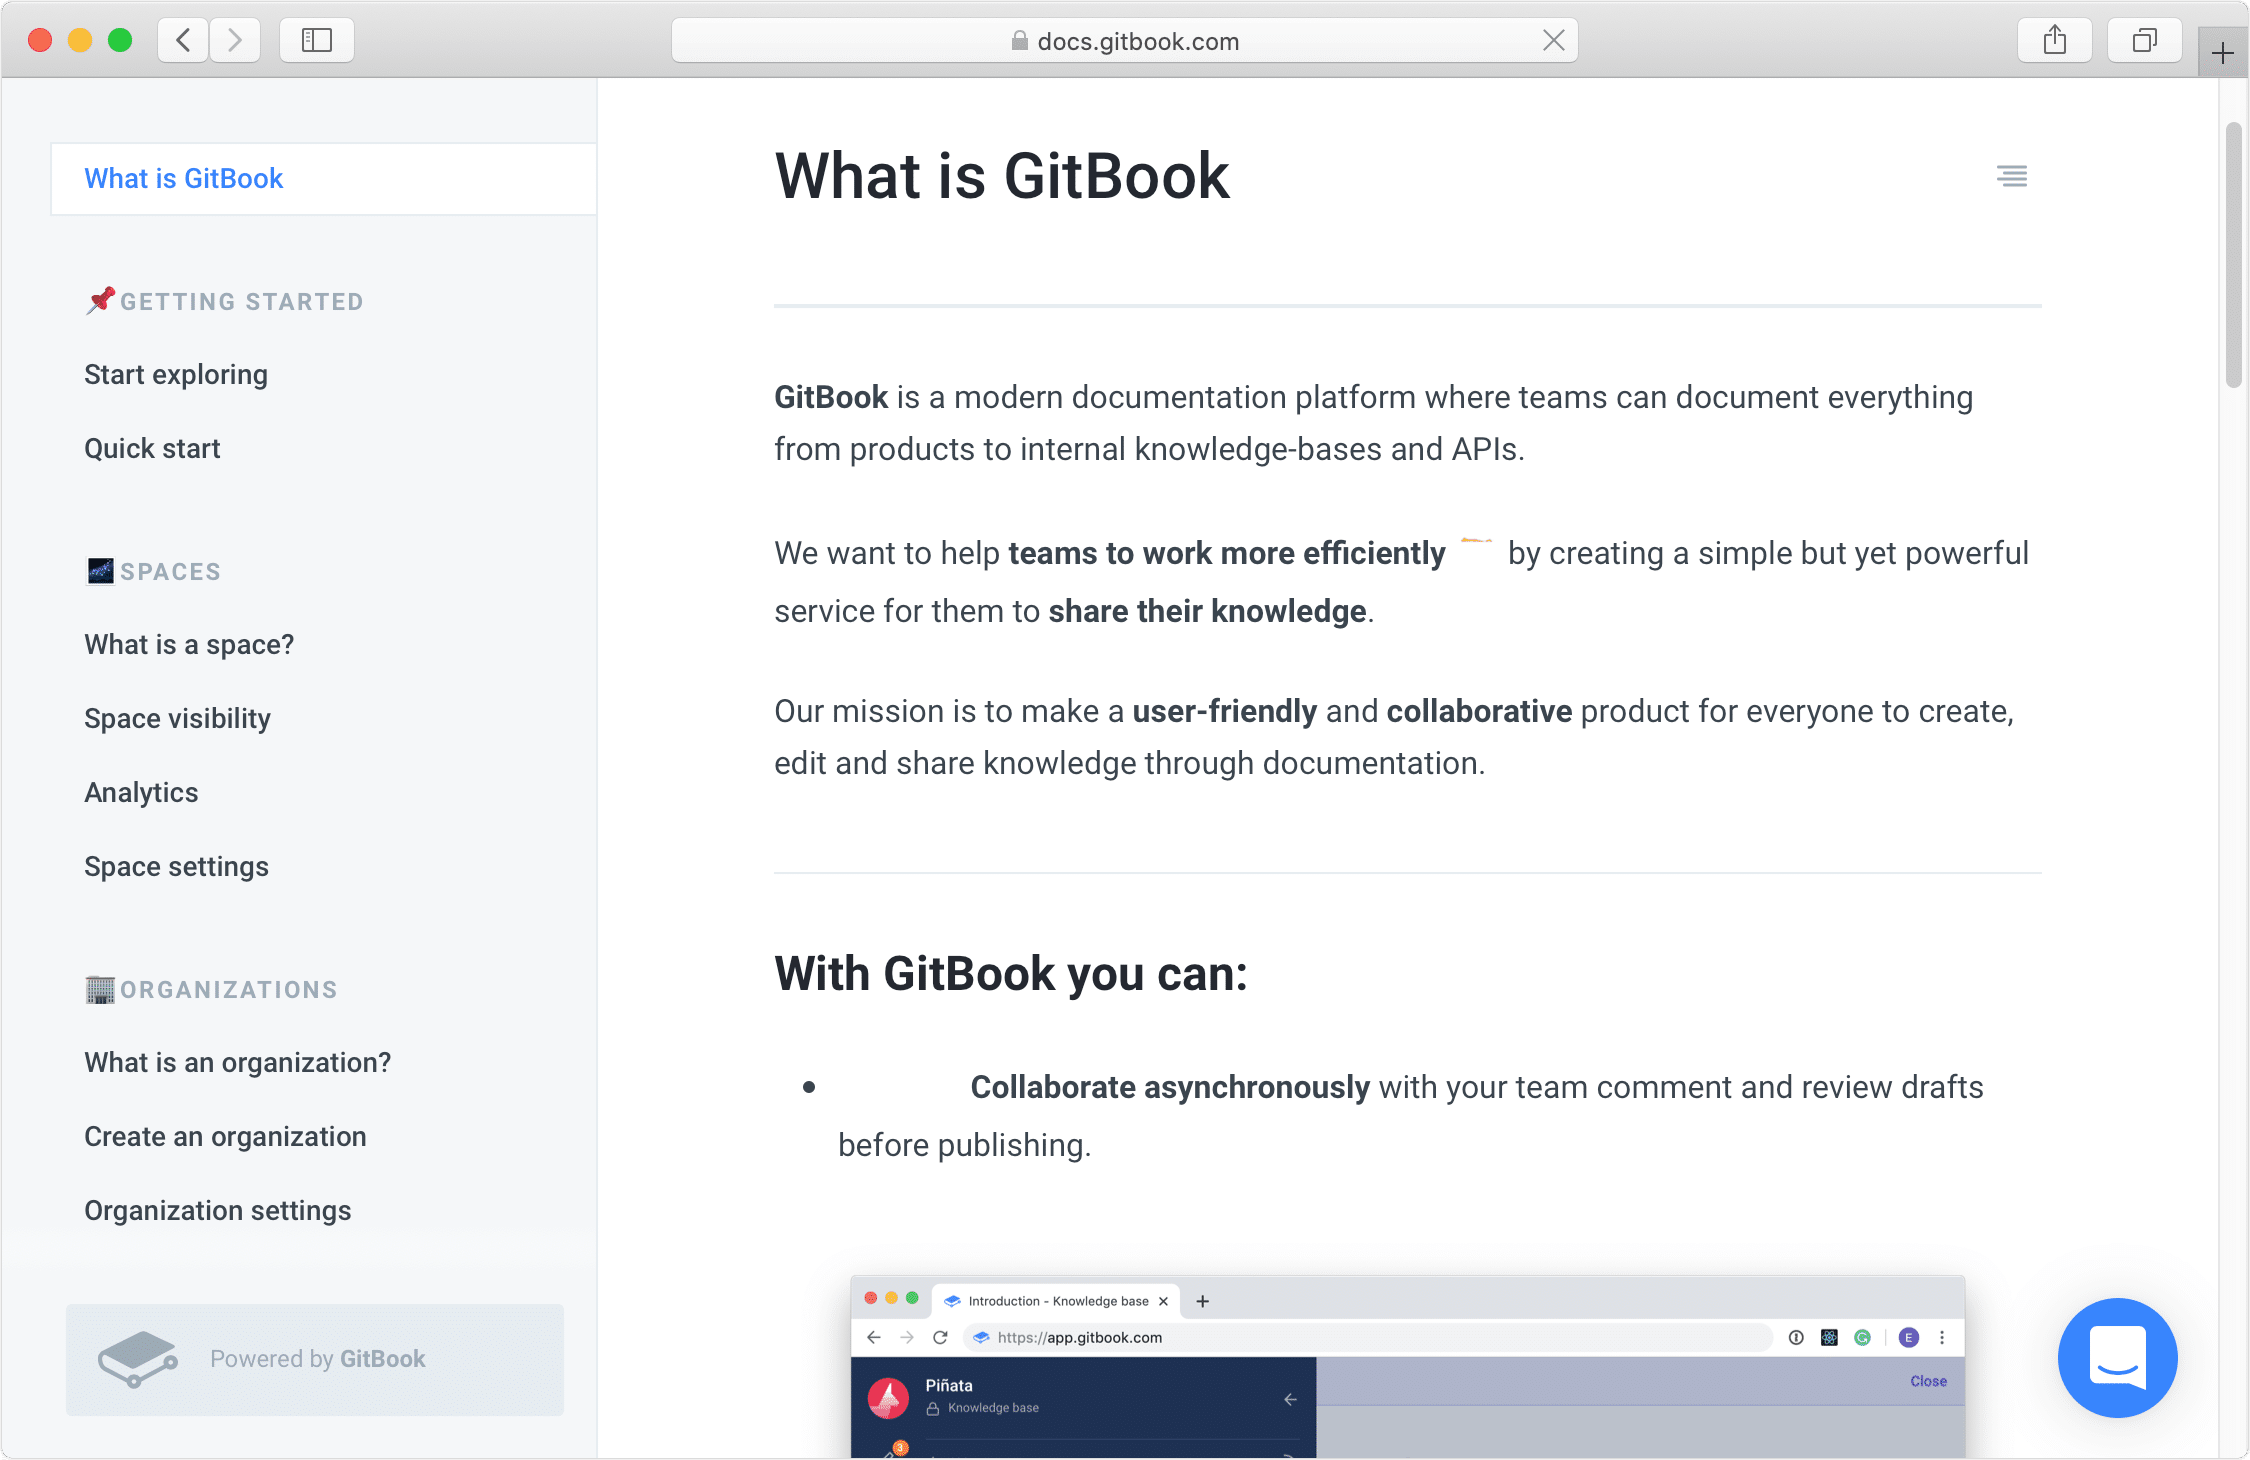 docs.gitbook.com
What is GitBook
GETTING STARTED
Start exploring
Quick start
SPACES
What is a space?
Space visibility
Analytics
Space settings
ORGANIZATIONS
What is an organization?
Create an organization
Organization settings
Powered by GitBook
What is GitBook
GitBook is a modern documentation platform where teams can document everything
from products to internal knowledge-bases and APIs.
We want to help teams to work more efficiently by creating a simple but yet powerful
service for them to share their knowledge.
Our mission is to make a user-friendly and collaborative product for everyone to create,
edit and share knowledge through documentation.
With GitBook you can:
Collaborate asynchronously with your team comment and review drafts
before publishing.
Introduction - Knowledge base
https://app.gitbook.com
E
Piñata
Knowledge base
Close
3